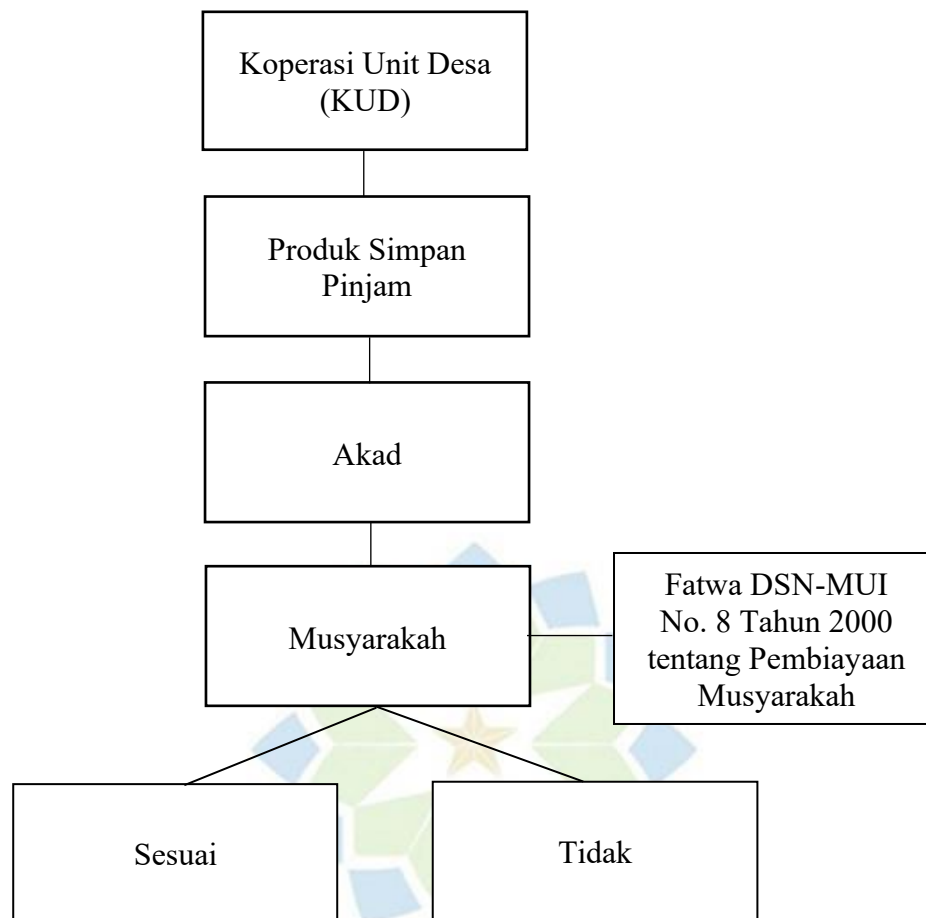 Koperasi Unit Desa
(KUD)
Produk Simpan
Pinjam
Akad
Musyarakah
Fatwa DSN-MUI
No. 8 Tahun 2000
tentang Pembiayaan
Musyarakah
Sesuai
Tidak